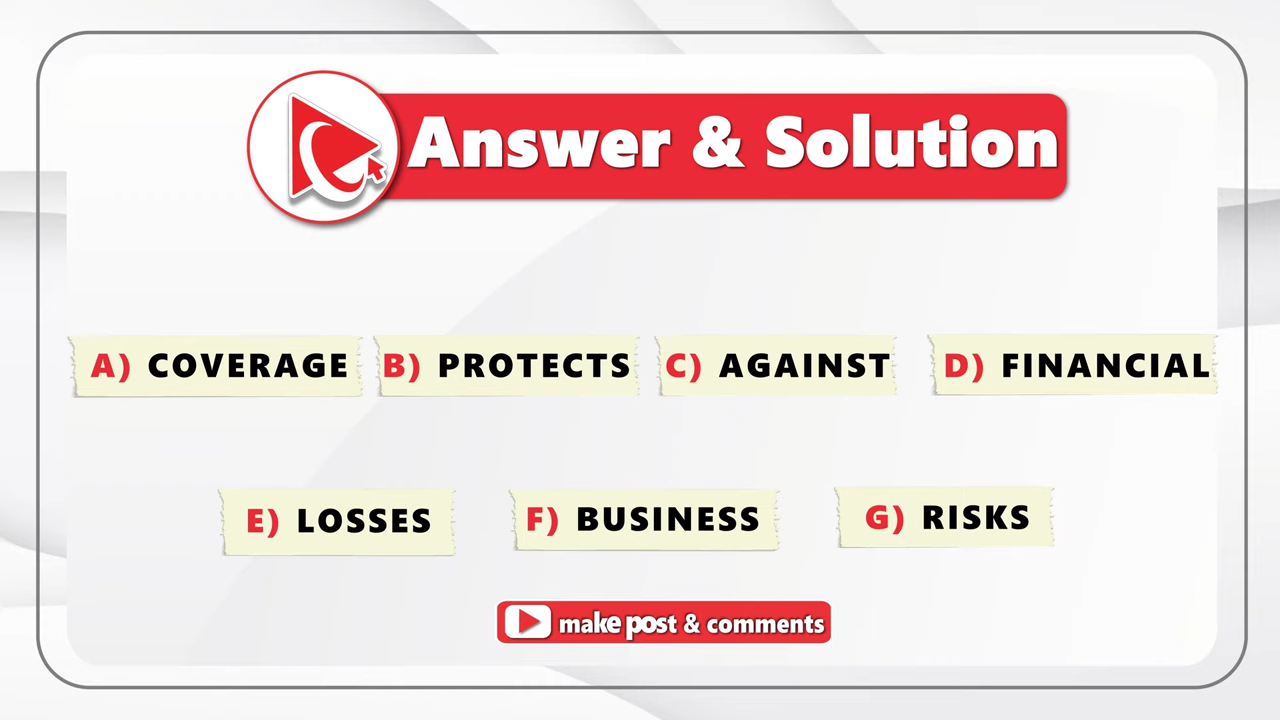 Answer & Solution
A) COVERAGE B) PROTECTS C) AGAINST D) FINANCIAL
E) LOSSES F) BUSINESS G) RISKS
make post & comments